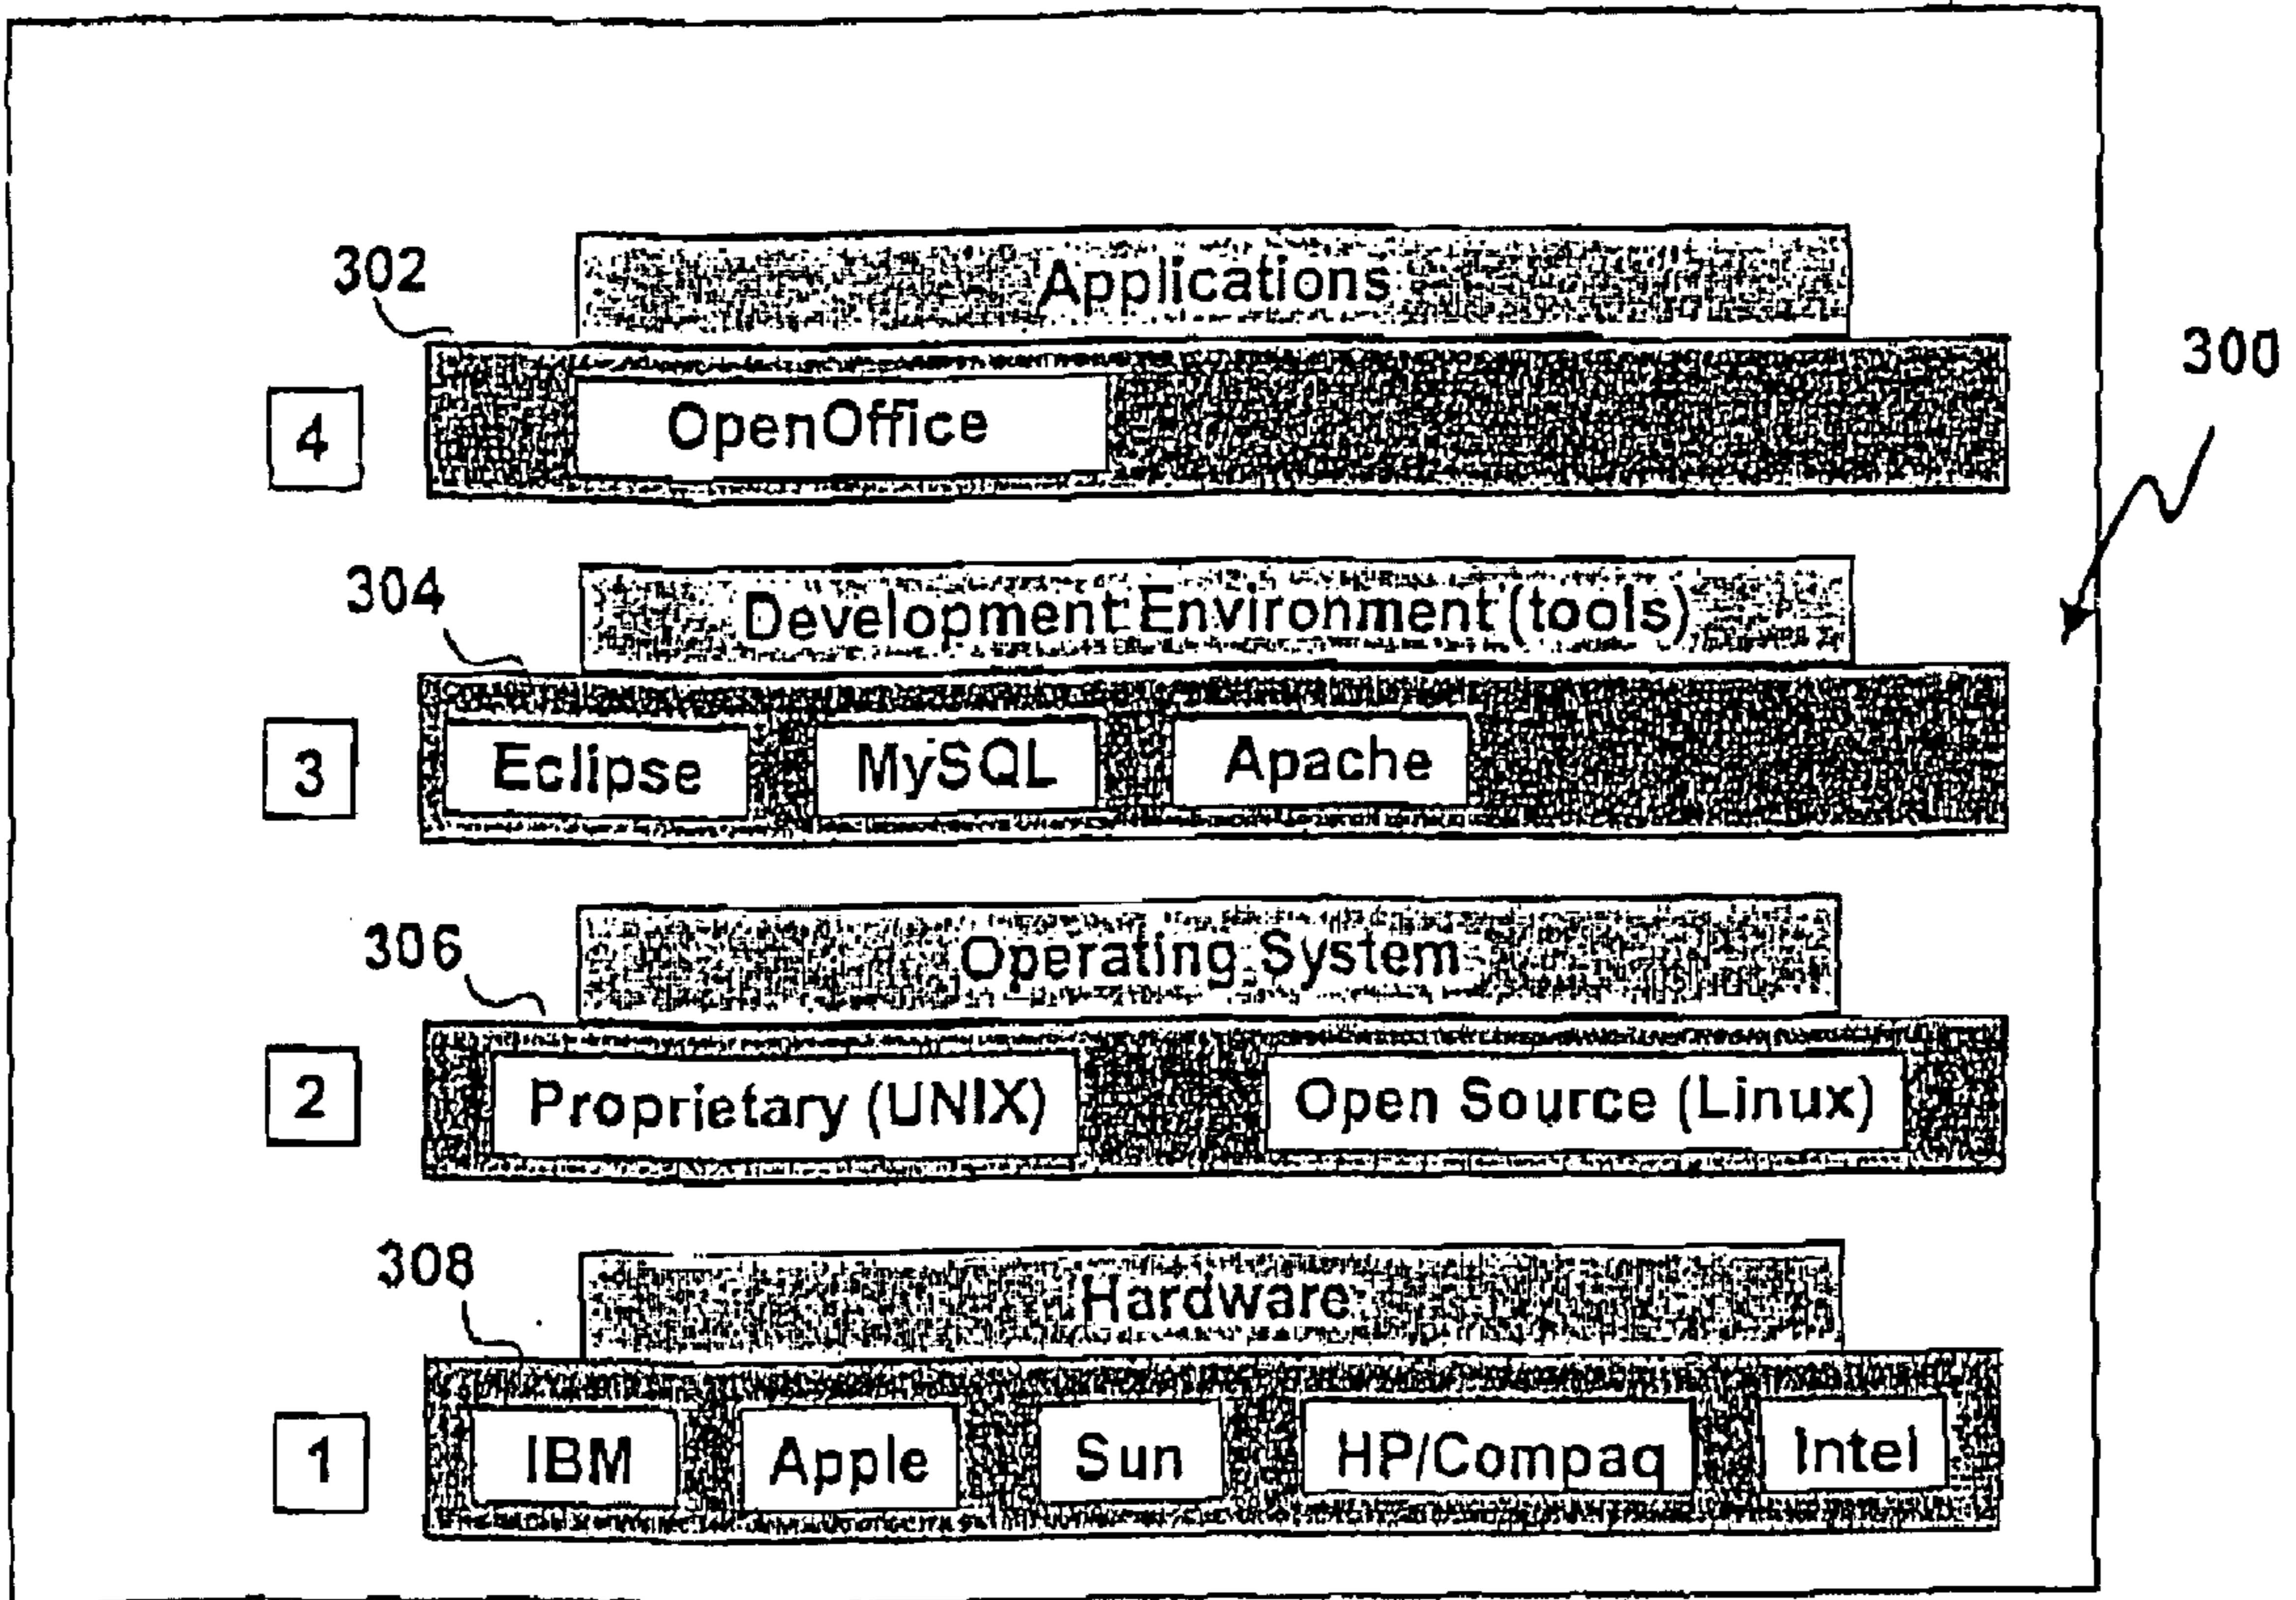 302
Applications
300
4
OpenOffice
304
Development Environment (tools)
3
Eclipse MySQL Apache
306
Operating System
2
Proprietary (UNIX) Open Source (Linux)
308
Hardware
1
IBM Apple Sun HP/Compaq Intel